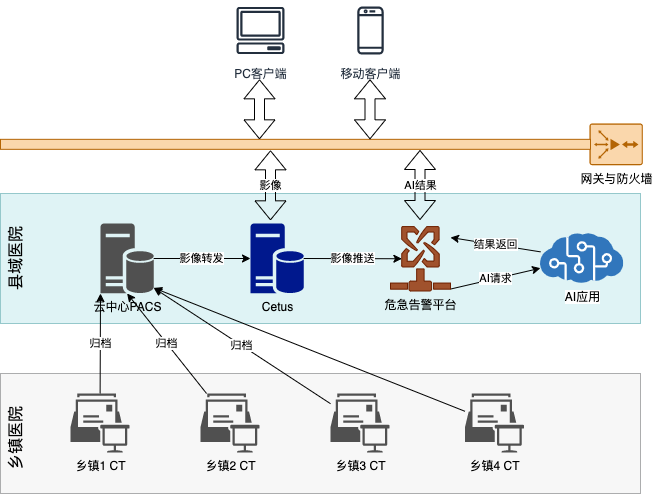 PC客户端
移动客户端
网关与防火墙
影像
AI结果
县域医院
影像转发
影像推送
结果返回
AI请求
云中心PACS
Cetus
危急告警平台
AI应用
归档
归档
归档
乡镇医院
乡镇1 CT
乡镇2 CT
乡镇3 CT
乡镇4 CT